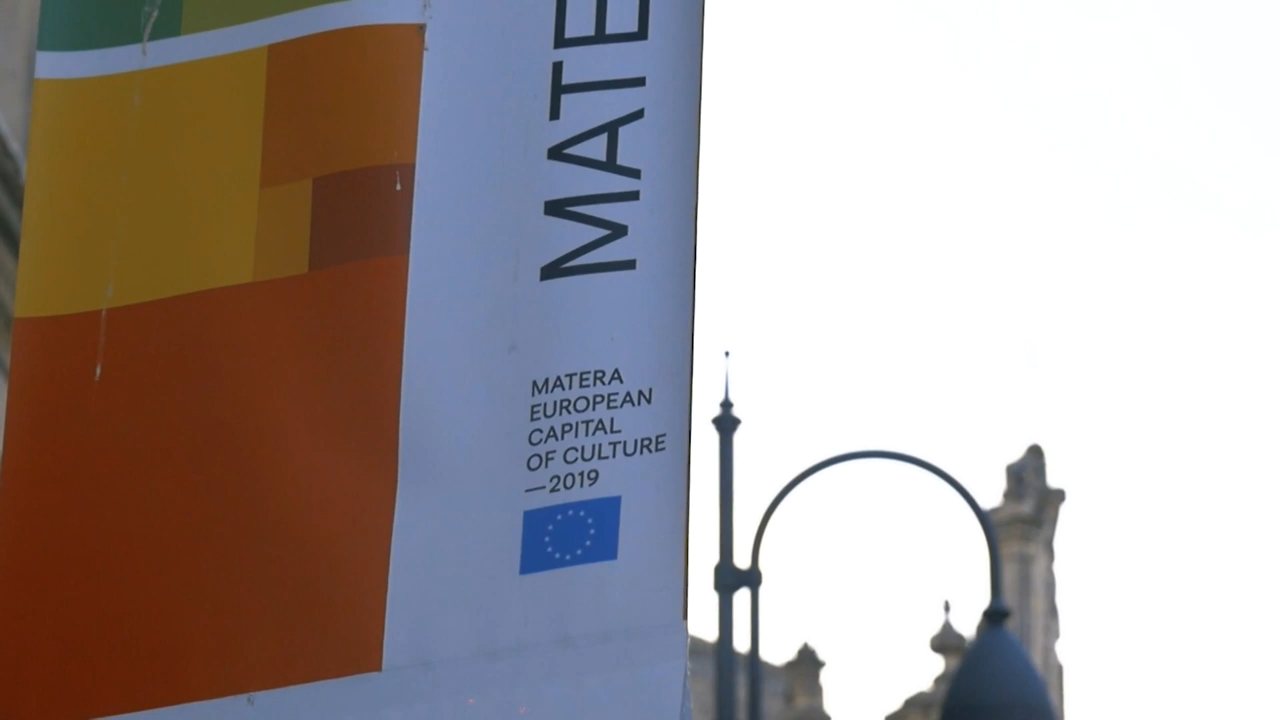 MATE
MATERA
EUROPEAN
CAPITAL
OF CULTURE
—2019